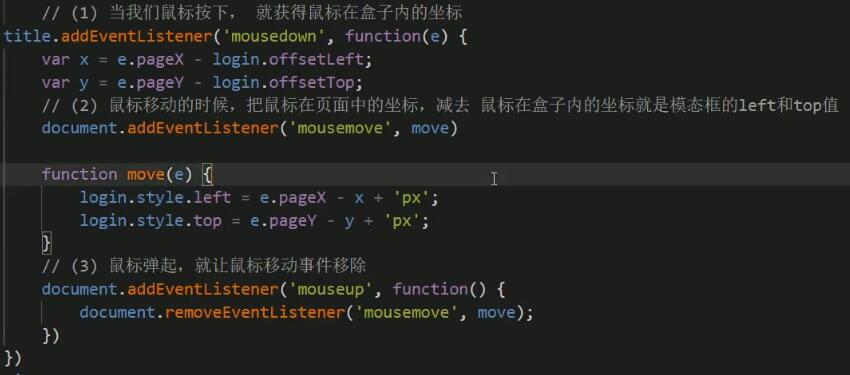 // (1) 当我们鼠标按下， 就获得鼠标在盒子内的坐标
title.addEventListener('mousedown', function(e) {
var x = e.pageX - login.offsetLeft;
var y = e.pageY - login.offsetTop;
// (2) 鼠标移动的时候，把鼠标在页面中的坐标，减去 鼠标在盒子内的坐标就是模态框的left和top值
document.addEventListener('mousemove', move)
function move(e) {
login.style.left = e.pageX - x + 'px';
login.style.top = e.pageY - y + 'px';
}
// (3) 鼠标弹起，就让鼠标移动事件移除
document.addEventListener('mouseup', function() {
document.removeEventListener('mousemove', move);
})
})